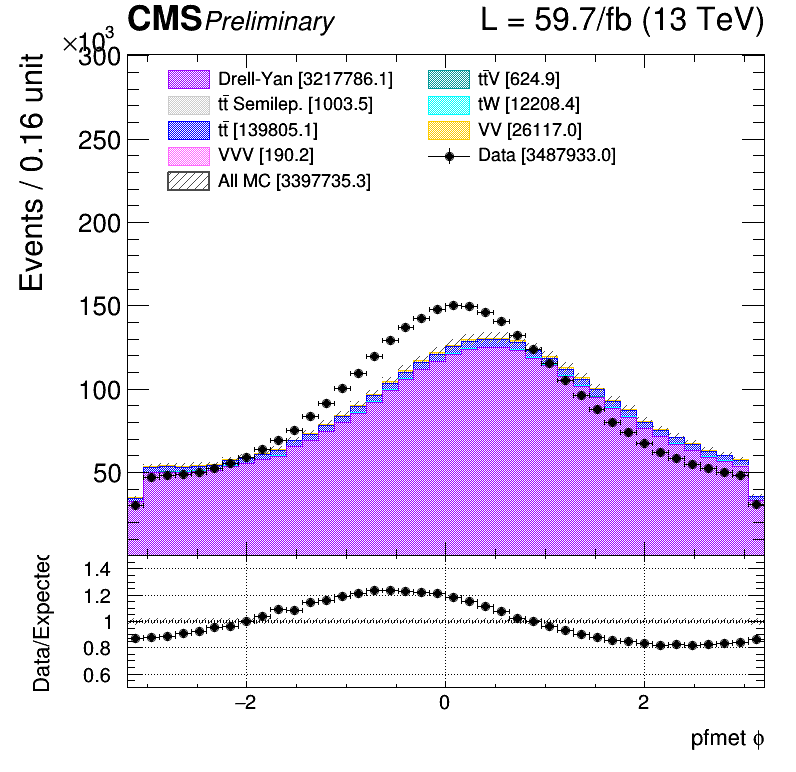 CMS Preliminary L = 59.7/fb (13 TeV)
×10³
Events / 0.16 unit
300
250
200
150
100
50
Drell-Yan [3217786.1]
tt̄ Semilep. [1003.5]
tt̄ [139805.1]
VVV [190.2]
All MC [3397735.3]
tt̄V [624.9]
tW [12208.4]
VV [26117.0]
Data [3487933.0]
Data/Expected
1.4
1.2
1
0.8
0.6
−2 0 2
pfmet ϕ